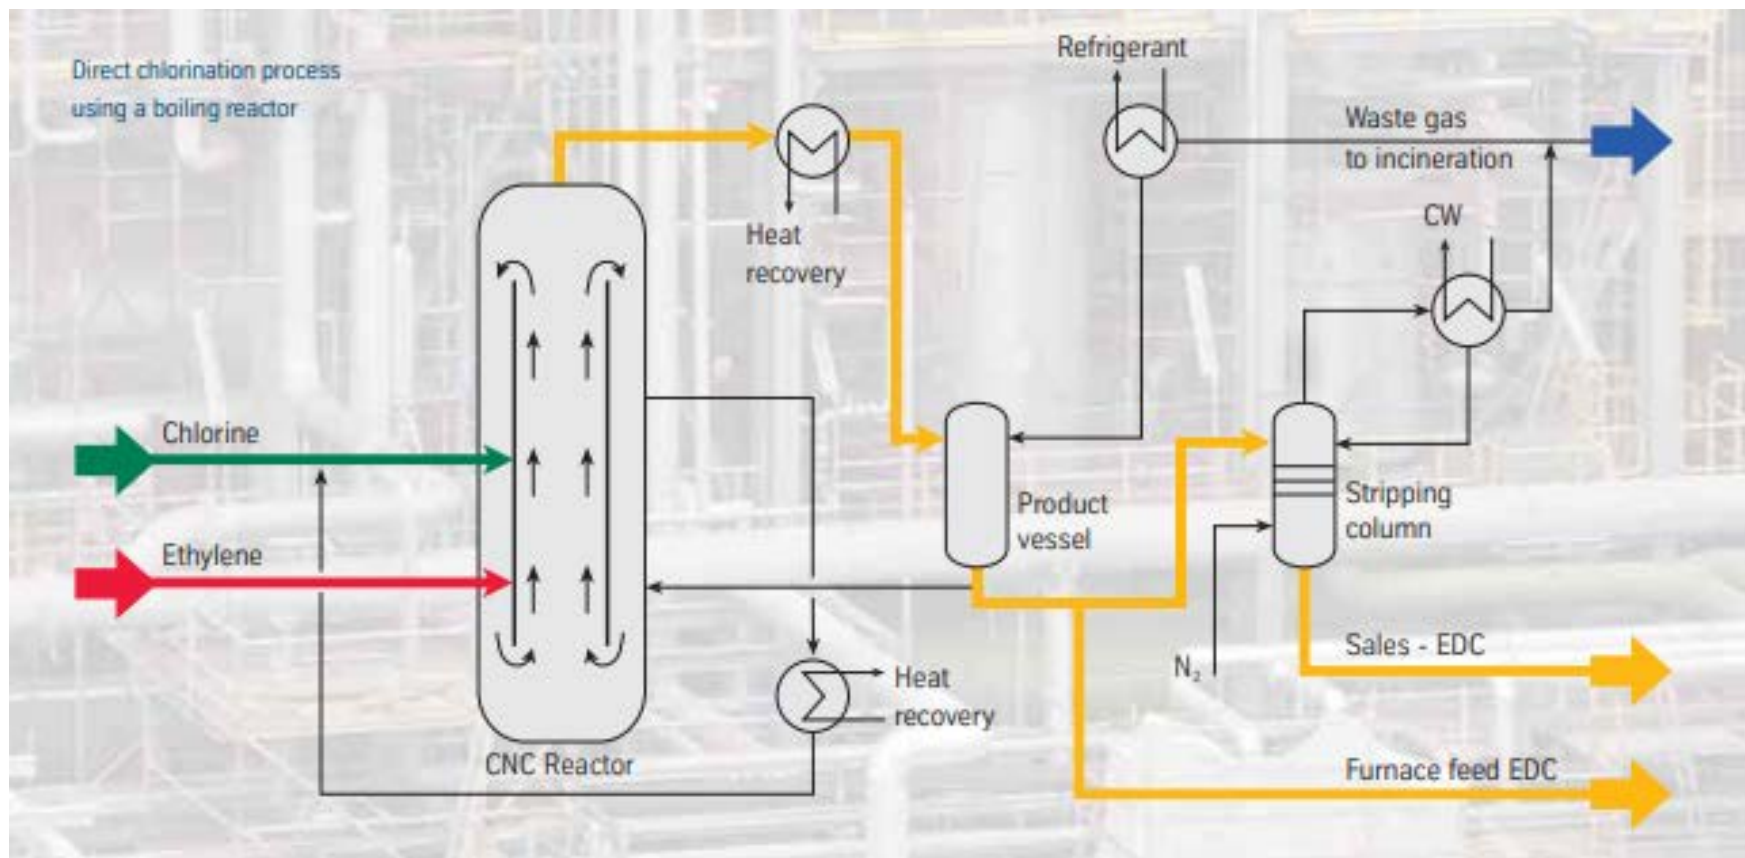 Direct chlorination process
using a boiling reactor
Refrigerant
Waste gas
to incineration
CW
Heat
recovery
Chlorine
Ethylene
Product
vessel
Stripping
column
N₂
Sales - EDC
Heat
recovery
CNC Reactor
Furnace feed EDC